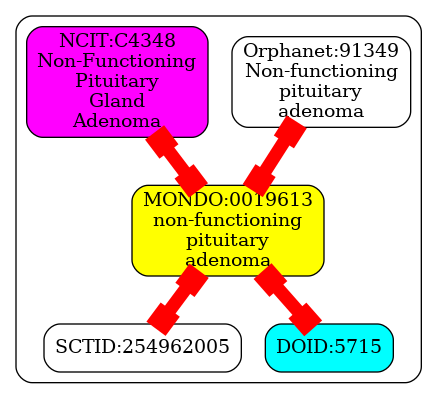 NCIT:C4348
Non-Functioning
Pituitary
Gland
Adenoma
Orphanet:91349
Non-functioning
pituitary
adenoma
MONDO:0019613
non-functioning
pituitary
adenoma
SCTID:254962005
DOID:5715